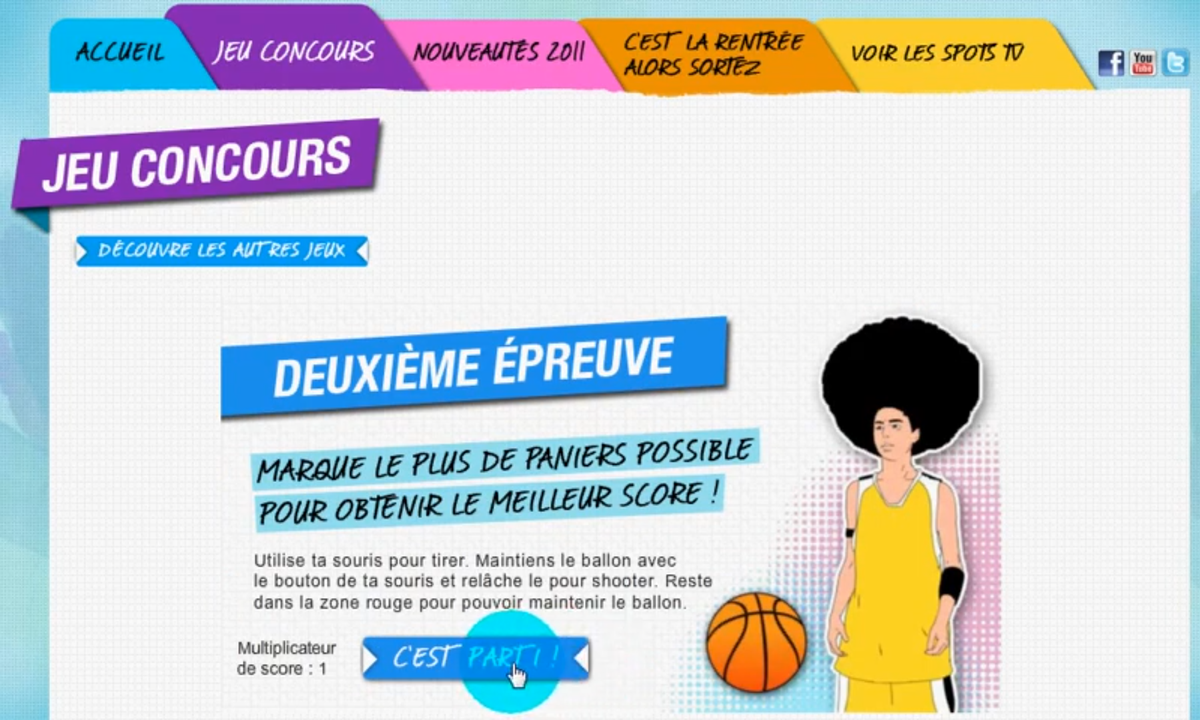 ACCUEIL
JEU CONCOURS
NOUVEAUTÉS 2011
C'EST LA RENTRÉE
ALORS SORTEZ
VOIR LES SPOTS TV
f
You
Tube
t
JEU CONCOURS
DÉCOUVRE LES AUTRES JEUX
DEUXIÈME ÉPREUVE
MARQUE LE PLUS DE PANIERS POSSIBLE
POUR OBTENIR LE MEILLEUR SCORE !
Utilise ta souris pour tirer. Maintiens le ballon avec
le bouton de ta souris et relâche le pour shooter. Reste
dans la zone rouge pour pouvoir maintenir le ballon.
Multiplicateur
de score : 1
C'EST PARTI !